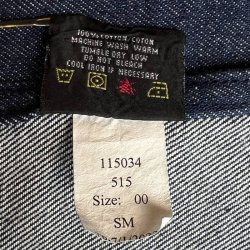 100% COTTON/COTON
MACHINE WASH WARM
TUMBLE DRY LOW
DO NOT BLEACH
COOL IRON IF NECESSARY
115034
515
Size: 00
SM